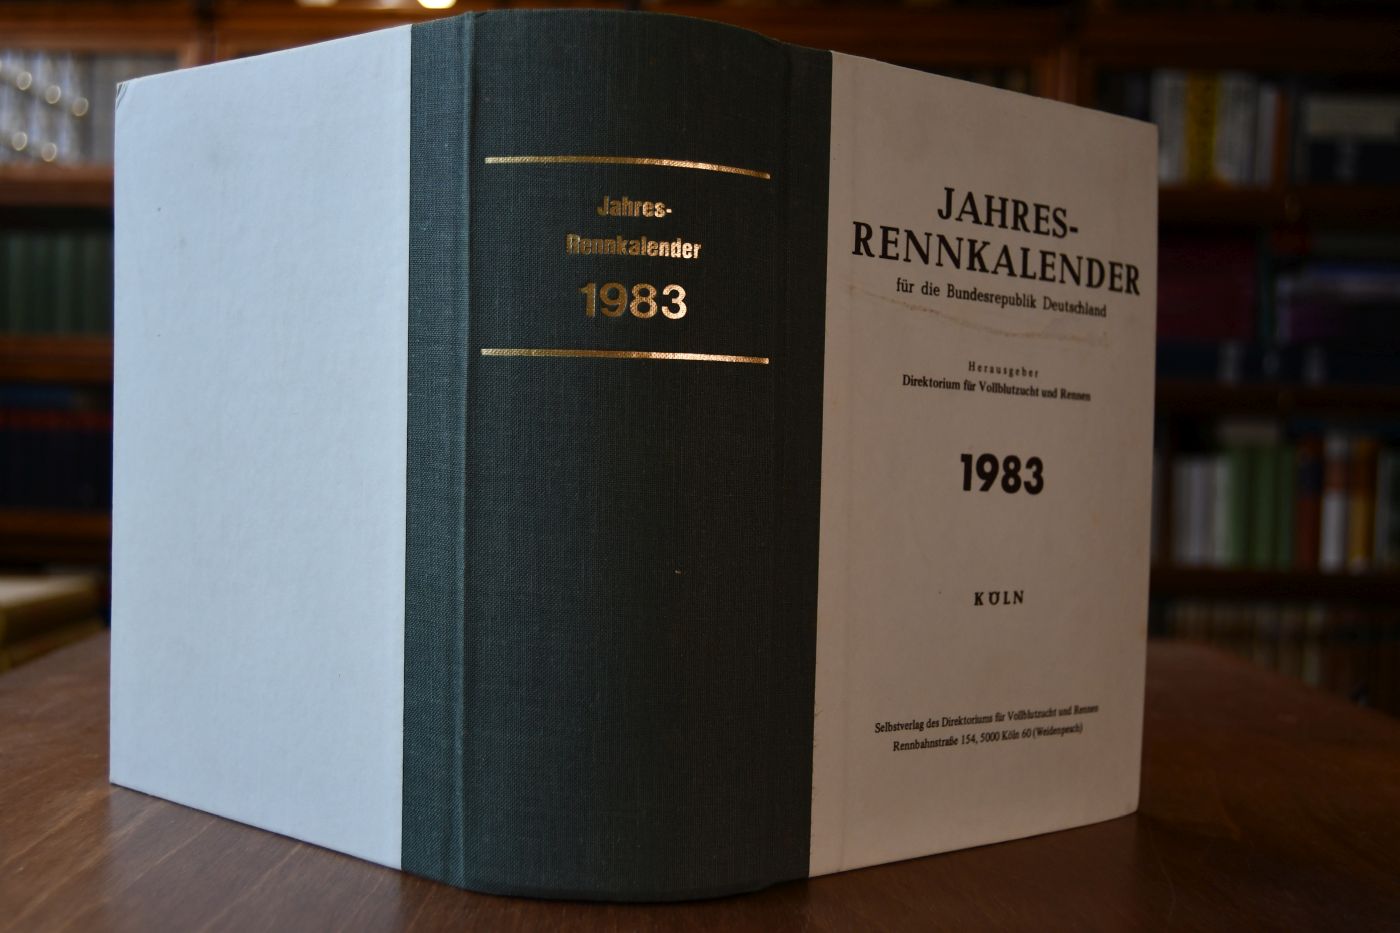 Jahres-
Rennkalender
1983
JAHRES-
RENNKALENDER
für die Bundesrepublik Deutschland
Herausgeber
Direktorium für Vollblutzucht und Rennen
1983
KÖLN
Selbstverlag des Direktoriums für Vollblutzucht und Rennen
Rennbahnstraße 154, 5000 Köln 60 (Weidenpesch)